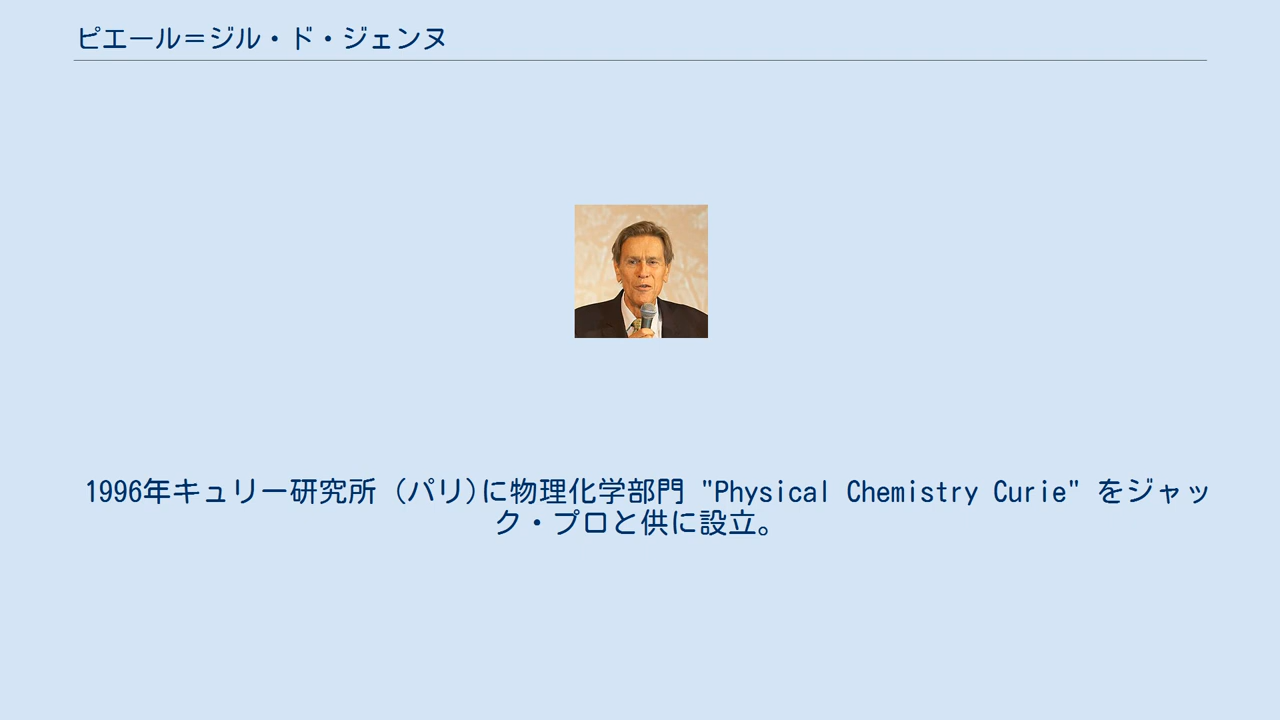 ピエール＝ジル・ド・ジェンヌ
1996年キュリー研究所 (パリ)に物理化学部門 "Physical Chemistry Curie" をジャッ
ク・プロと供に設立。